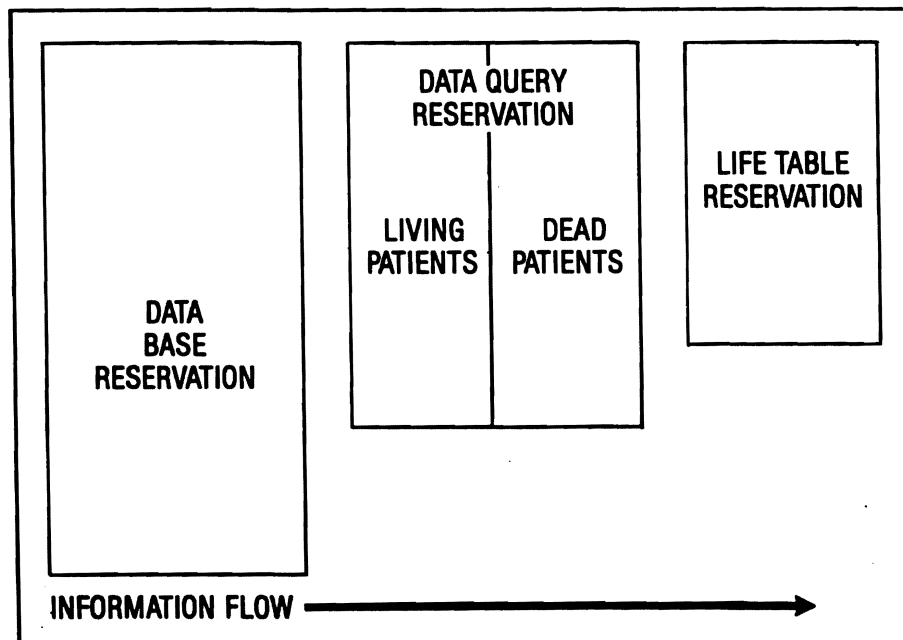 DATA
BASE
RESERVATION
DATA QUERY
RESERVATION
LIVING
PATIENTS
DEAD
PATIENTS
LIFE TABLE
RESERVATION
INFORMATION FLOW